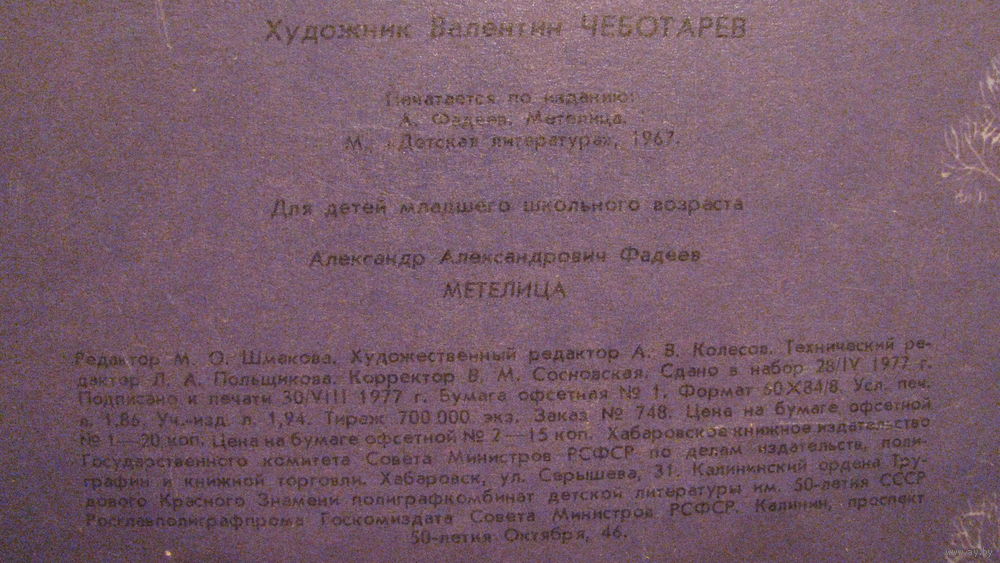 Художник Валентин ЧЕБОТАРЕВ
Печатается по изданию:
А. Фадеев. Метелица.
М., «Детская литература», 1967.
Для детей младшего школьного возраста
Александр Александрович Фадеев
МЕТЕЛИЦА
Редактор М. О. Шмакова. Художественный редактор А. В. Колесов. Технический ре-
дактор Л. А. Польщикова. Корректор В. М. Сосновская. Сдано в набор 28/IV 1977 г.
Подписано к печати 30/VIII 1977 г. Бумага офсетная № 1. Формат 60X84/8. Усл. печ.
л. 1,86. Уч.-изд. л. 1,94. Тираж 700 000 экз. Заказ № 748. Цена на бумаге офсетной
№ 1—20 коп. Цена на бумаге офсетной № 2—15 коп. Хабаровское книжное издательство
Государственного комитета Совета Министров РСФСР по делам издательств, поли-
графии и книжной торговли. Хабаровск, ул. Серышева, 31. Калининский ордена Тру-
дового Красного Знамени полиграфкомбинат детской литературы им. 50-летия СССР
Росглавполиграфпрома Госкомиздата Совета Министров РСФСР. Калинин, проспект
50-летия Октября, 46.
www.ay.by